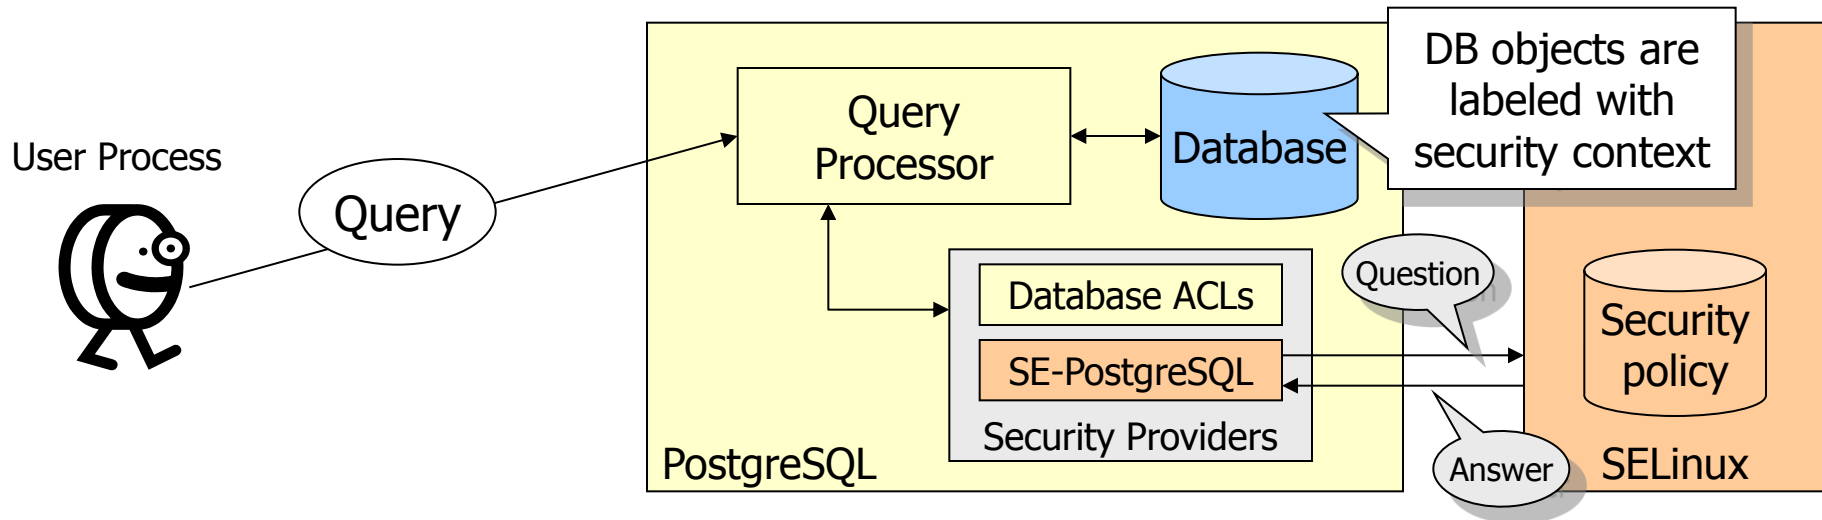 User Process
Query
Query
Processor
Database
DB objects are
labeled with
security context
Database ACLs
SE-PostgreSQL
Security Providers
PostgreSQL
Question
Answer
Security
policy
SELinux